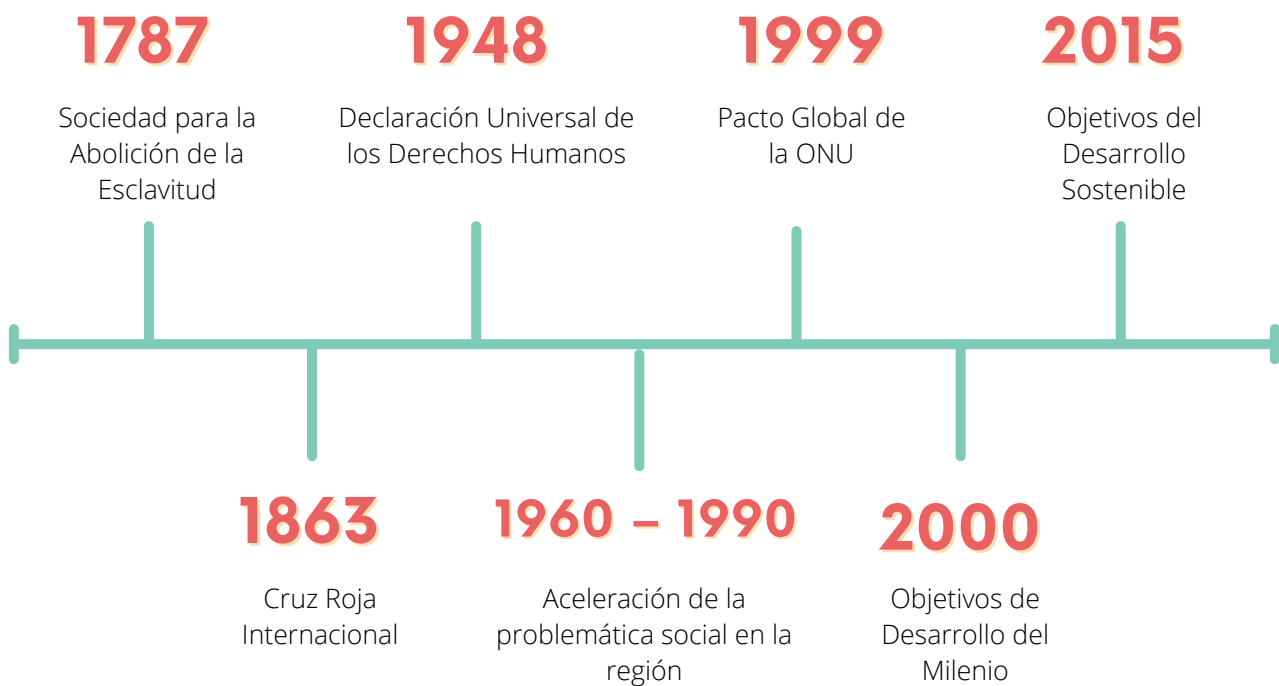 1787
Sociedad para la
Abolición de la
Esclavitud
1863
Cruz Roja
Internacional
1948
Declaración Universal de
los Derechos Humanos
1960 – 1990
Aceleración de la
problemática social en la
región
1999
Pacto Global de
la ONU
2000
Objetivos de
Desarrollo del
Milenio
2015
Objetivos del
Desarrollo
Sostenible